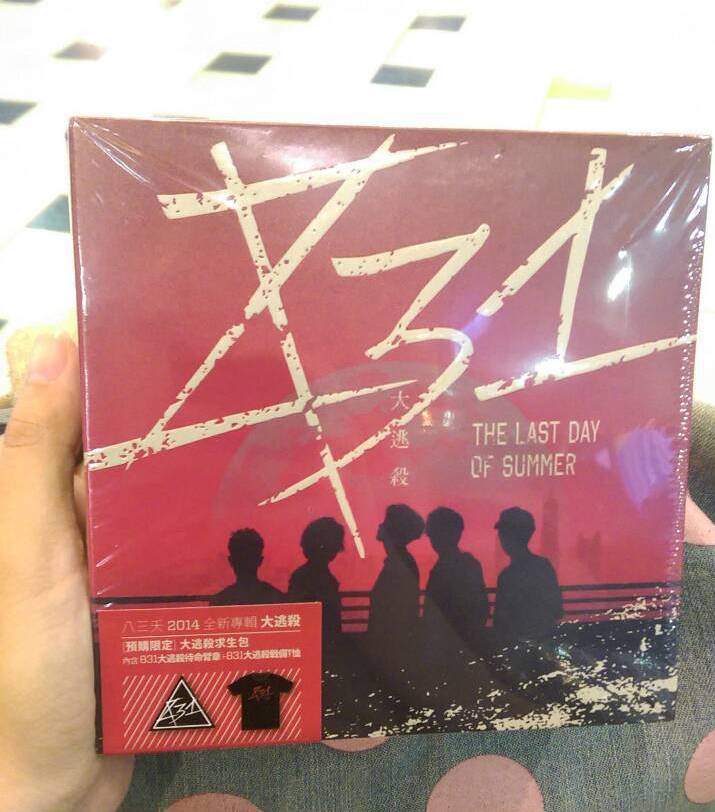 831
大逃殺
THE LAST DAY
OF SUMMER
八三夭 2014 全新專輯 大逃殺
[預購限定] 大逃殺求生包
內含 831大逃殺待命臂章+831大逃殺戰備T恤
831